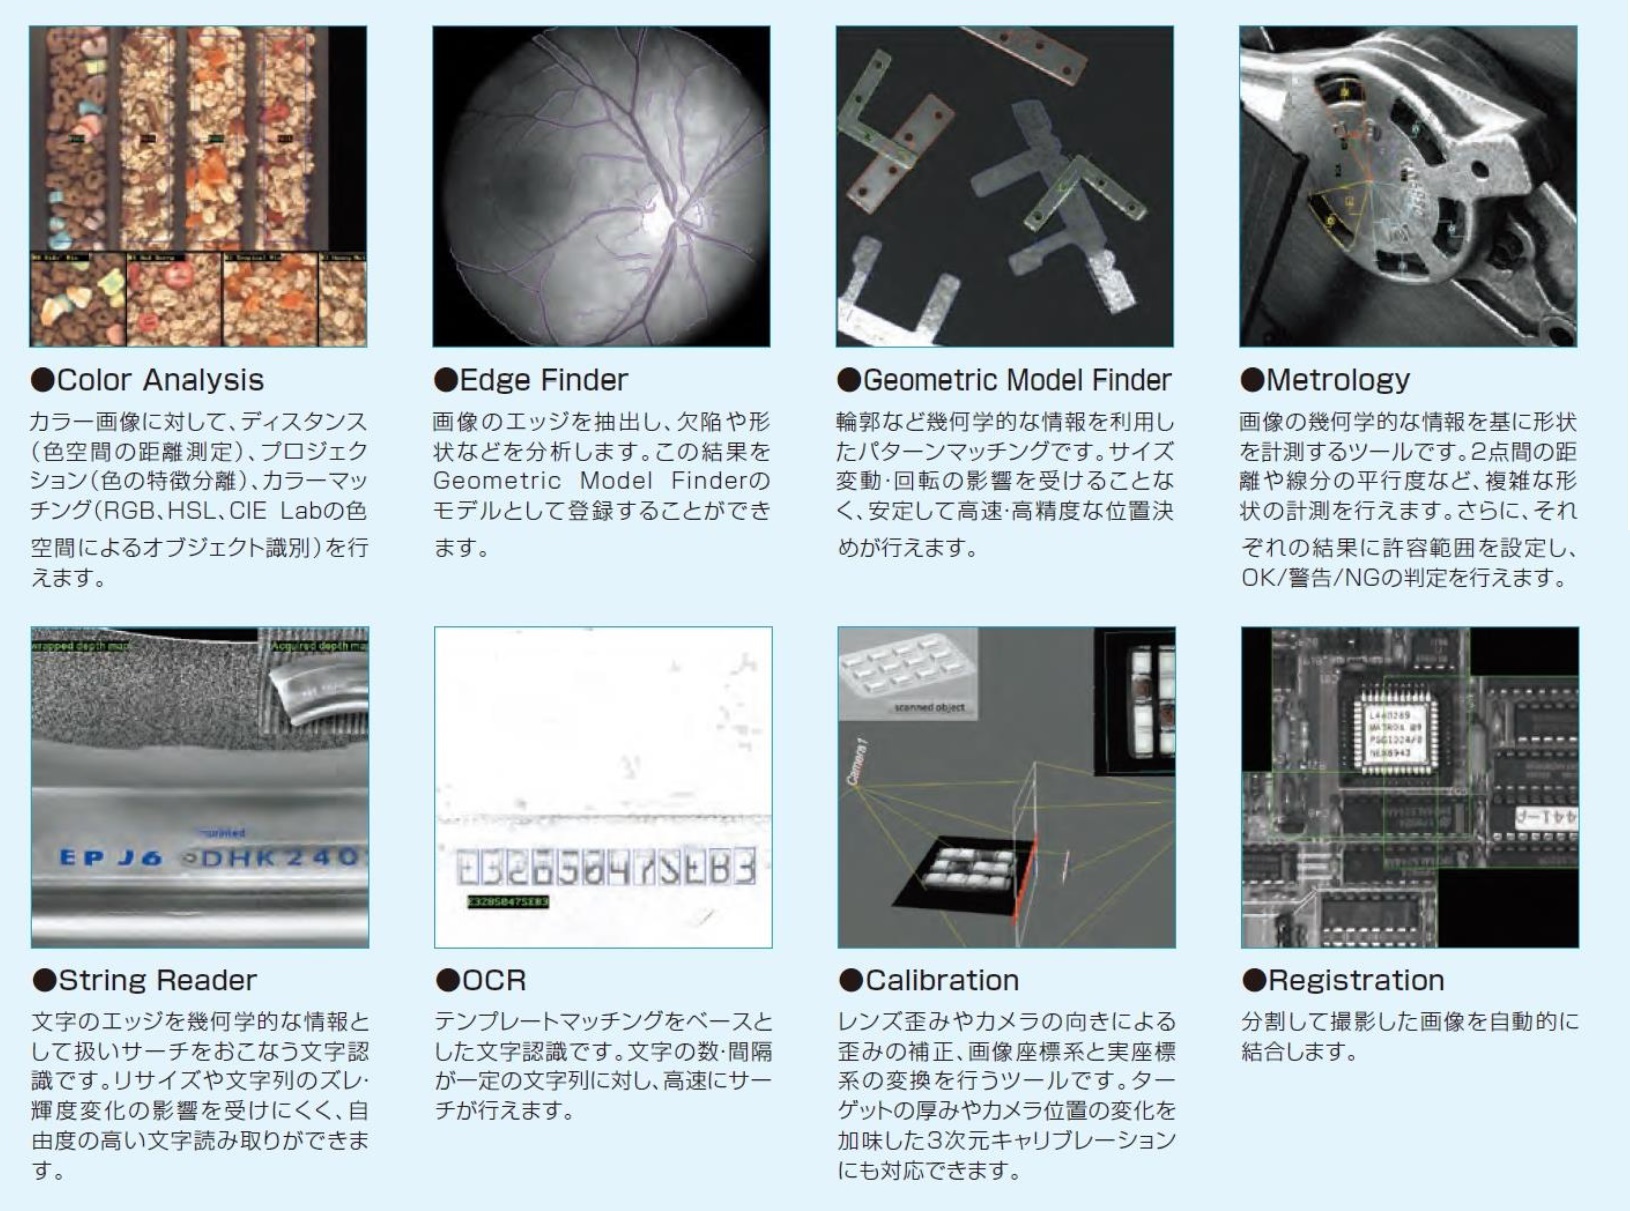 ●Color Analysis
カラー画像に対して、ディスタンス
(色空間の距離測定)、プロジェク
ション(色の特徴分離)、カラーマッ
チング(RGB、HSL、CIE Labの色
空間によるオブジェクト識別)を行
えます。
●Edge Finder
画像のエッジを抽出し、欠陥や形
状などを分析します。この結果を
Geometric Model Finderの
モデルとして登録することができ
ます。
●Geometric Model Finder
輪郭など幾何学的な情報を利用し
たパターンマッチングです。サイズ
変動・回転の影響を受けることな
く、安定して高速・高精度な位置決
めが行えます。
●Metrology
画像の幾何学的な情報を基に形状
を計測するツールです。2点間の距
離や線分の平行度など、複雑な形
状の計測を行えます。さらに、それ
ぞれの結果に許容範囲を設定し、
OK/警告/NGの判定を行えます。
wrapped depth map
Acquired depth ma
EPJ6 DHK240
●String Reader
文字のエッジを幾何学的な情報と
して扱いサーチをおこなう文字認
識です。リサイズや文字列のズレ・
輝度変化の影響を受けにくく、自
由度の高い文字読み取りができま
す。
E3285047SEB3
E3285047SEB3
●OCR
テンプレートマッチングをベースと
した文字認識です。文字の数・間隔
が一定の文字列に対し、高速にサー
チが行えます。
scanned object
Camera1
●Calibration
レンズ歪みやカメラの向きによる
歪みの補正、画像座標系と実座標
系の変換を行うツールです。ター
ゲットの厚みやカメラ位置の変化を
加味した3次元キャリブレーション
にも対応できます。
441-P
●Registration
分割して撮影した画像を自動的に
結合します。